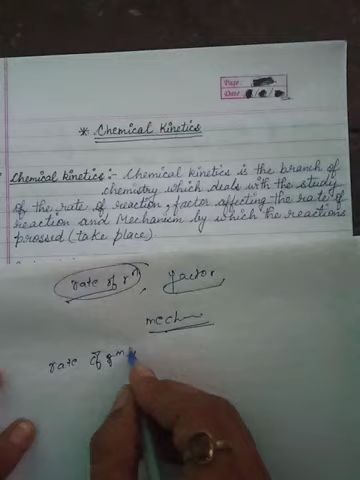 Page
Date
* Chemical Kinetics
Chemical kinetics:- Chemical kinetics is the branch of
chemistry which deals with the study
of the rate of reaction, factor affecting the rate of
reaction and Mechanism by which the reactions
prossed (take place)
rate of rxn, factor
mech
rate of rxn